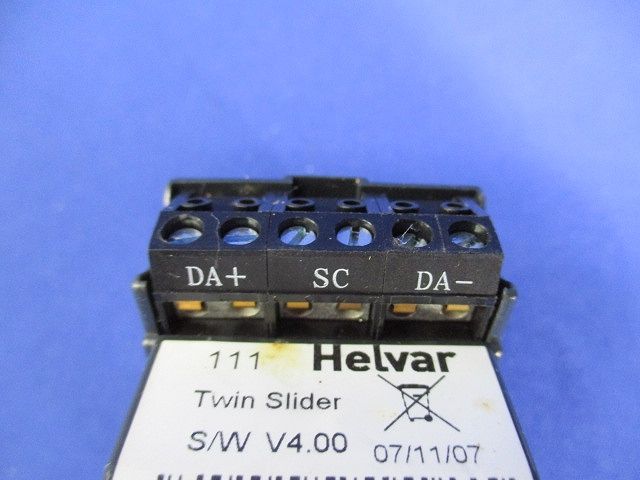 DA+ SC DA-
111 Helvar
Twin Slider
S/W V4.00 07/11/07